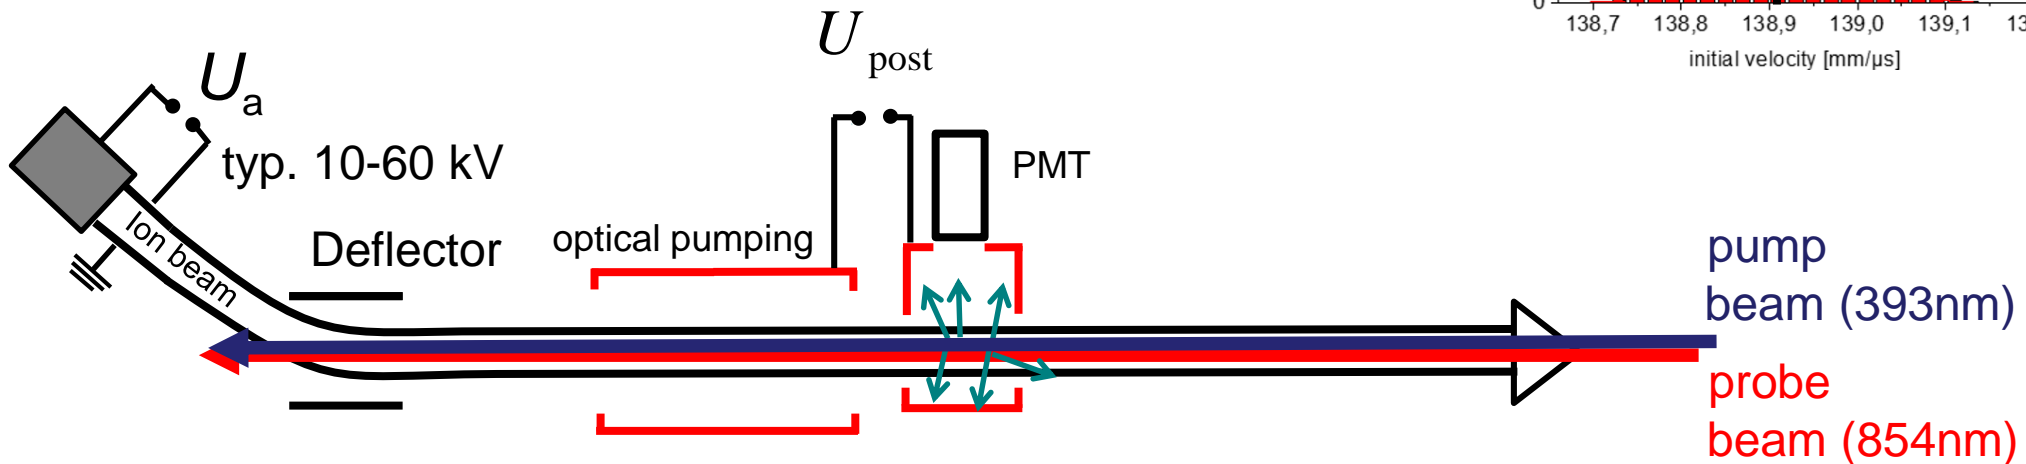 0
138,7 138,8 138,9 139,0 139,1
initial velocity [mm/µs]
U post
U a
typ. 10-60 kV
PMT
Ion beam
Deflector
optical pumping
pump
beam (393nm)
probe
beam (854nm)